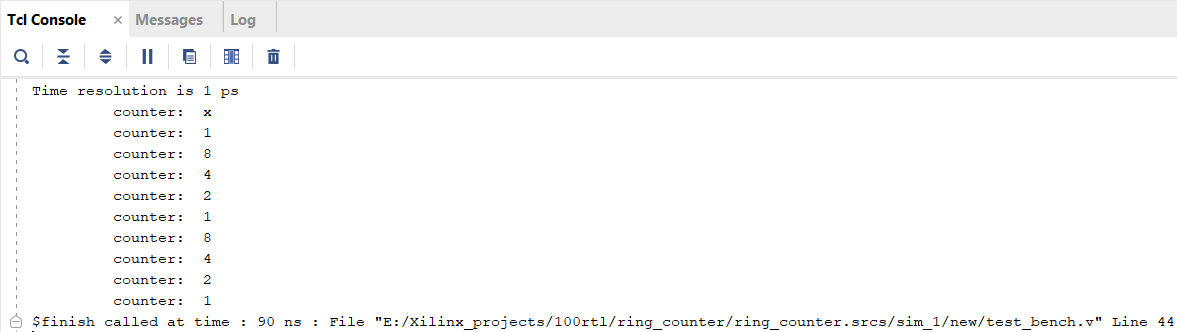 Tcl Console × Messages Log
Time resolution is 1 ps
counter: x
counter: 1
counter: 8
counter: 4
counter: 2
counter: 1
counter: 8
counter: 4
counter: 2
counter: 1
$finish called at time : 90 ns : File "E:/Xilinx_projects/100rtl/ring_counter/ring_counter.srcs/sim_1/new/test_bench.v" Line 44